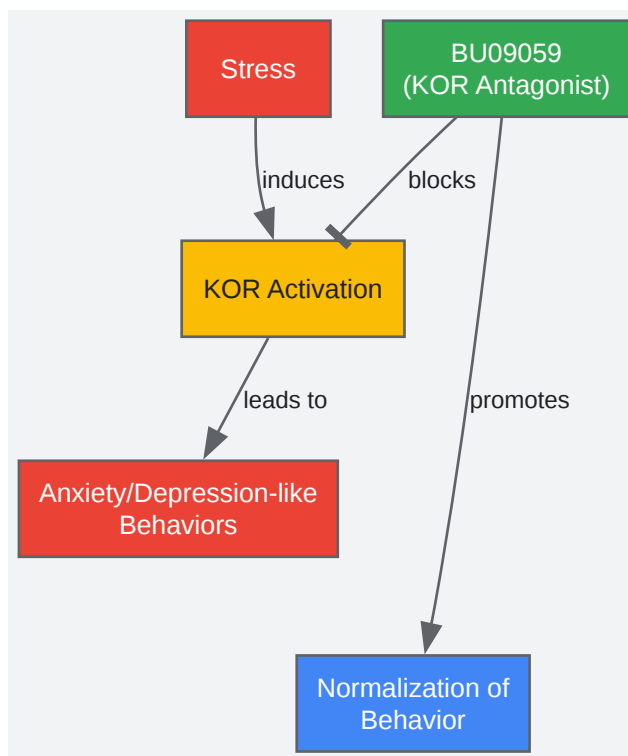 Stress
BU09059
(KOR Antagonist)
induces
blocks
KOR Activation
leads to
promotes
Anxiety/Depression-like
Behaviors
Normalization of
Behavior